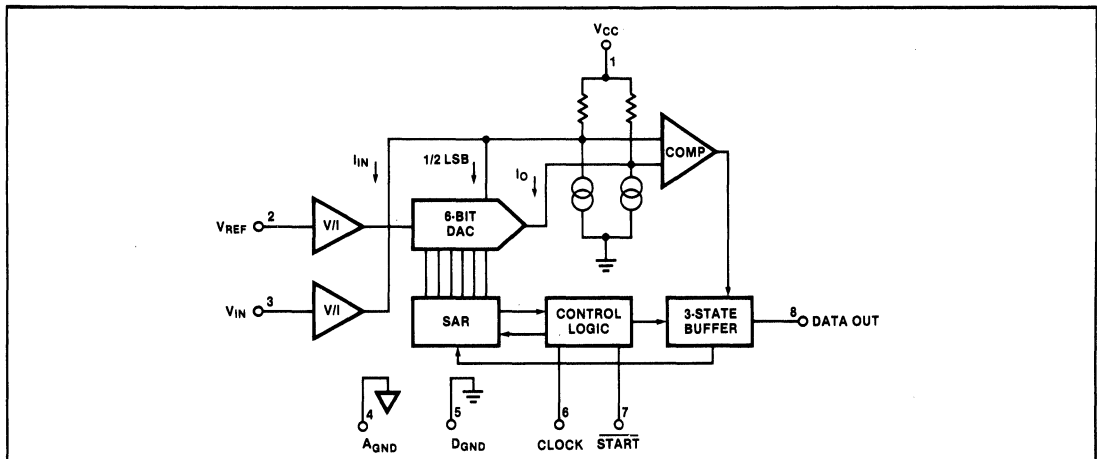 VCC
1
COMP
IIN
1/2 LSB
IO
VREF
2
V/I
6-BIT
DAC
VIN
3
V/I
SAR
CONTROL
LOGIC
3-STATE
BUFFER
8
DATA OUT
4
AGND
5
DGND
6
CLOCK
7
START